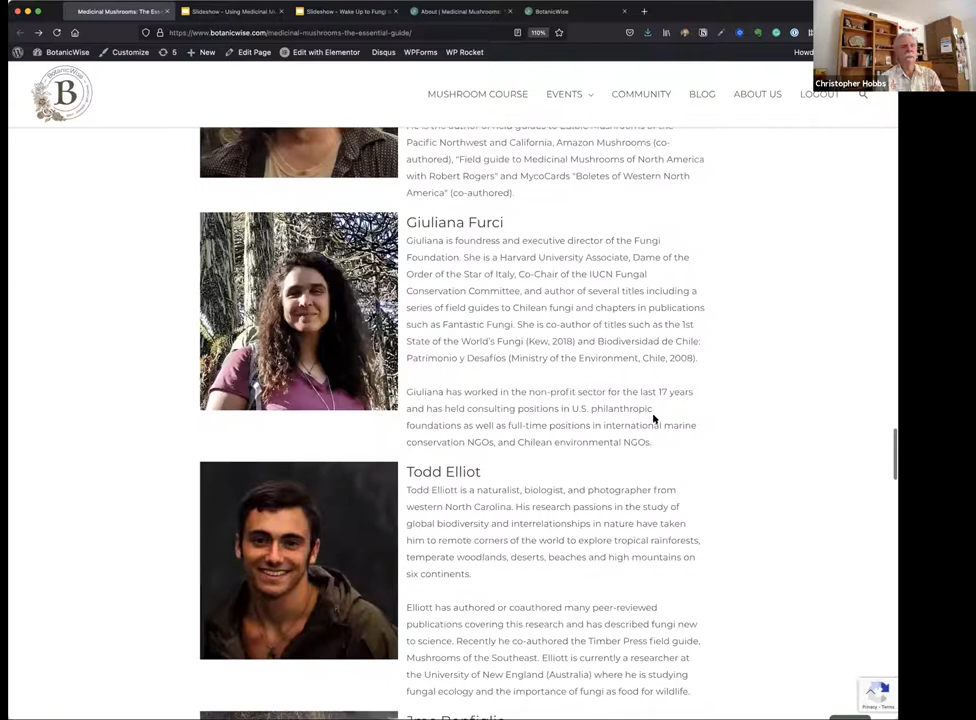 Medicinal Mushrooms: The Ess
Slideshow – Using Medicinal M
Slideshow – Wake Up to Fungi
About | Medicinal Mushrooms:
BotanicWise
https://www.botanicwise.com/medicinal-mushrooms-the-essential-guide/
110%
BotanicWise
Customize
0
New
Edit Page
Edit with Elementor
Disqus
WPForms
WP Rocket
Howd
Christopher Hobbs
B
MUSHROOM COURSE
EVENTS
COMMUNITY
BLOG
ABOUT US
LOGOUT
Pacific Northwest and California. Amazon Mushrooms (co-
authored), "Field guide to Medicinal Mushrooms of North America
with Robert Rogers" and MycoCards "Boletes of Western North
America" (co-authored).
Giuliana Furci
Giuliana is foundress and executive director of the Fungi
Foundation. She is a Harvard University Associate, Dame of the
Order of the Star of Italy, Co-Chair of the IUCN Fungal
Conservation Committee, and author of several titles including a
series of field guides to Chilean fungi and chapters in publications
such as Fantastic Fungi. She is co-author of titles such as the 1st
State of the World's Fungi (Kew, 2018) and Biodiversidad de Chile:
Patrimonio y Desafíos (Ministry of the Environment, Chile, 2008).
Giuliana has worked in the non-profit sector for the last 17 years
and has held consulting positions in U.S. philanthropic
foundations as well as full-time positions in international marine
conservation NGOs, and Chilean environmental NGOs.
Todd Elliot
Todd Elliott is a naturalist, biologist, and photographer from
western North Carolina. His research passions in the study of
global biodiversity and interrelationships in nature have taken
him to remote corners of the world to explore tropical rainforests,
temperate woodlands, deserts, beaches and high mountains on
six continents.
Elliott has authored or coauthored many peer-reviewed
publications covering this research and has described fungi new
to science. Recently he co-authored the Timber Press field guide,
Mushrooms of the Southeast. Elliott is currently a researcher at
the University of New England (Australia) where he is studying
fungal ecology and the importance of fungi as food for wildlife.
Privacy - Terms